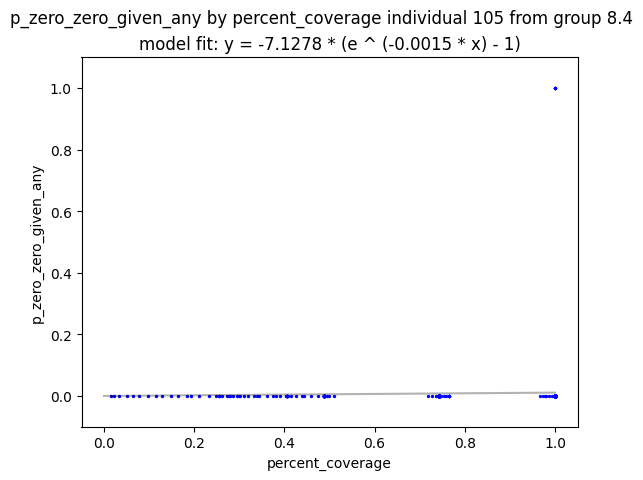 p_zero_zero_given_any by percent_coverage individual 105 from group 8.4
model fit: y = -7.1278 * (e ^ (-0.0015 * x) - 1)
1.0
0.8
0.6
0.4
0.2
0.0
p_zero_zero_given_any
0.0 0.2 0.4 0.6 0.8 1.0
percent_coverage